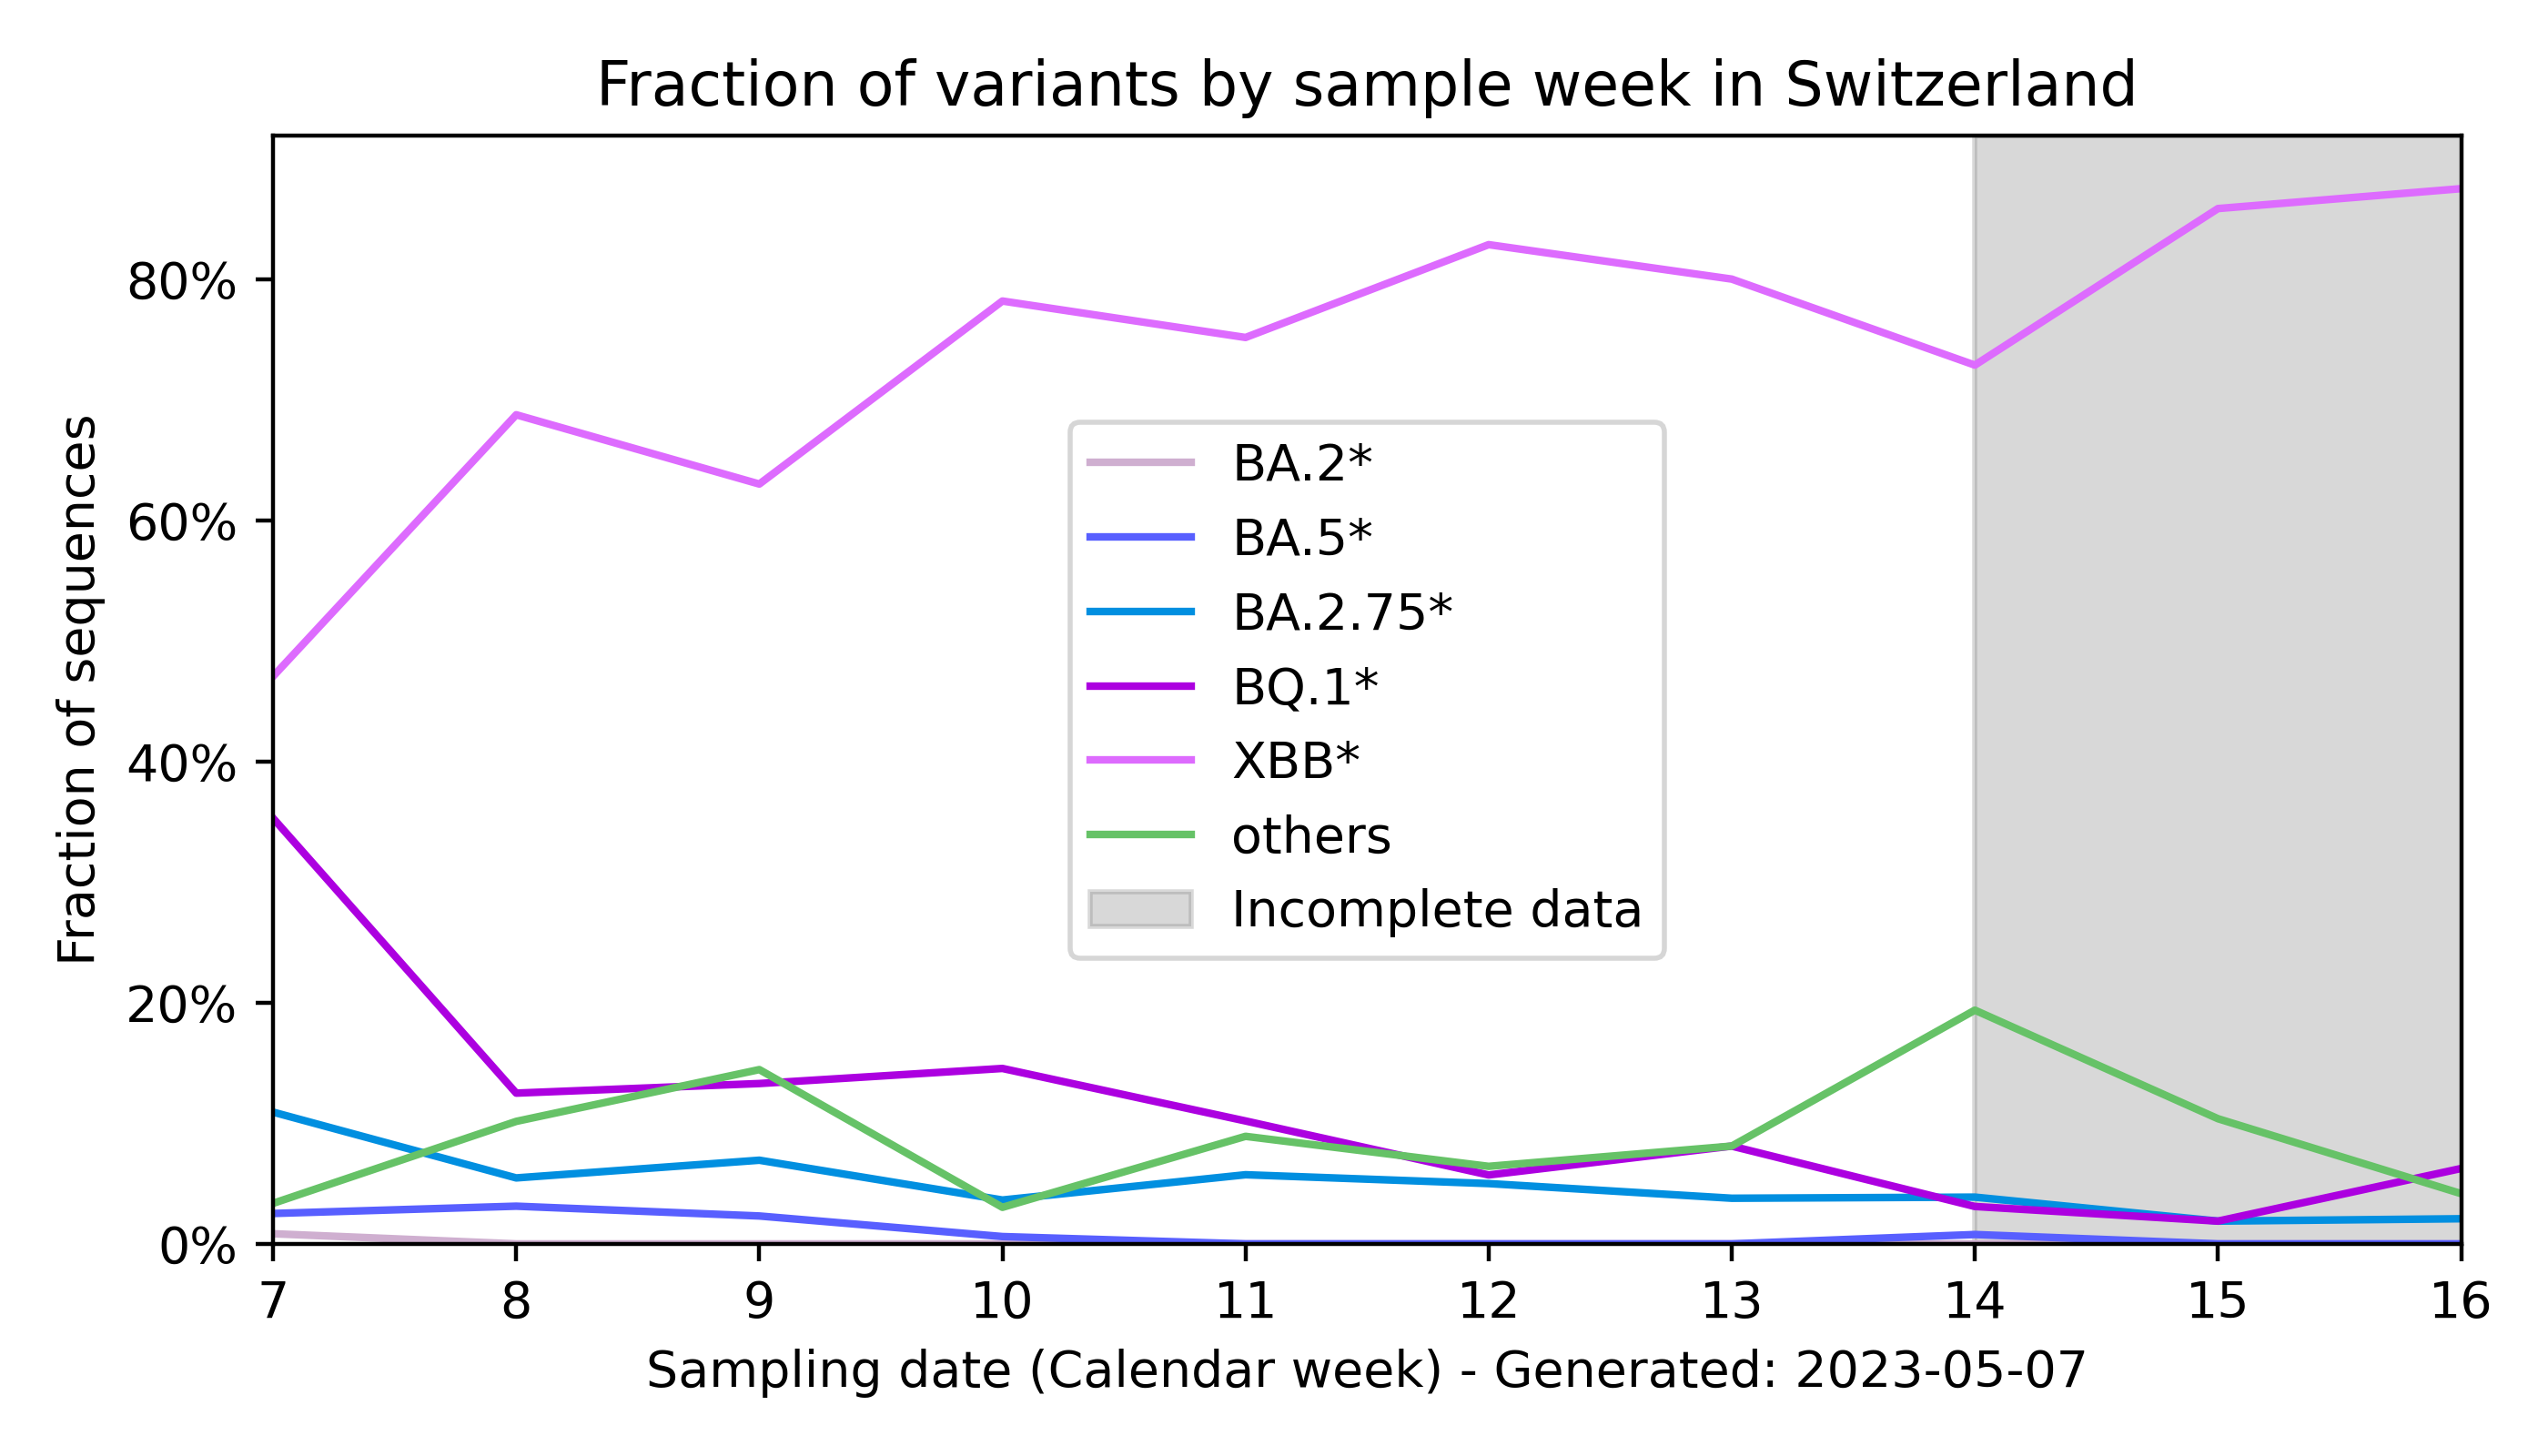 Fraction of variants by sample week in Switzerland
Fraction of sequences
80%
60%
40%
20%
0%
BA.2*
BA.5*
BA.2.75*
BQ.1*
XBB*
others
Incomplete data
7 8 9 10 11 12 13 14 15 16
Sampling date (Calendar week) - Generated: 2023-05-07